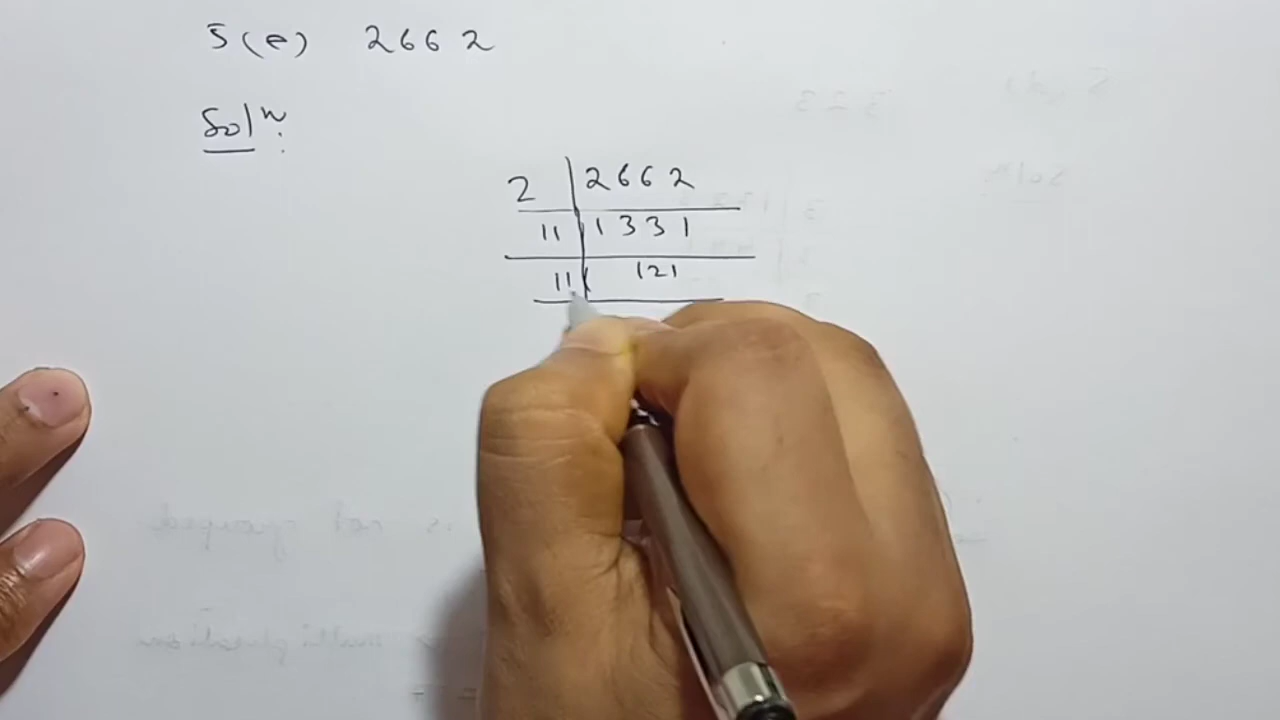 5(e) 2662
Solⁿ:
2 | 2662
11 | 1331
11 | 121